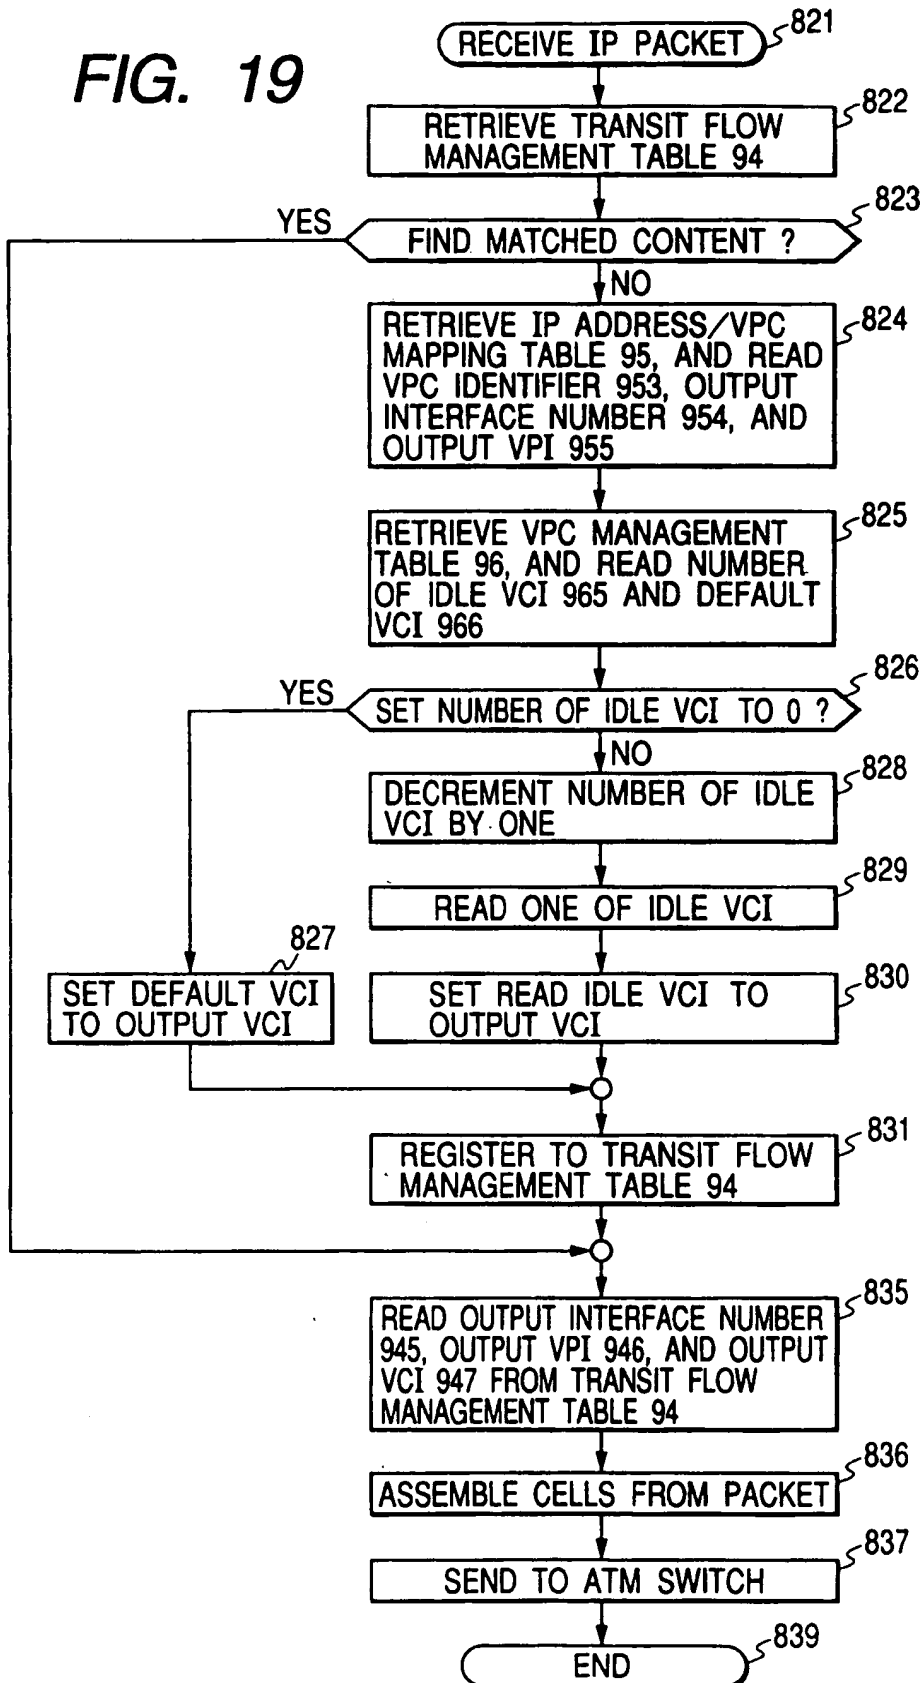 FIG. 19
RECEIVE IP PACKET
821
RETRIEVE TRANSIT FLOW
MANAGEMENT TABLE 94
822
FIND MATCHED CONTENT ?
823
YES
NO
RETRIEVE IP ADDRESS/VPC
MAPPING TABLE 95, AND READ
VPC IDENTIFIER 953, OUTPUT
INTERFACE NUMBER 954, AND
OUTPUT VPI 955
824
RETRIEVE VPC MANAGEMENT
TABLE 96, AND READ NUMBER
OF IDLE VCI 965 AND DEFAULT
VCI 966
825
SET NUMBER OF IDLE VCI TO 0 ?
826
YES
NO
DECREMENT NUMBER OF IDLE
VCI BY ONE
828
READ ONE OF IDLE VCI
829
SET DEFAULT VCI
TO OUTPUT VCI
827
SET READ IDLE VCI TO
OUTPUT VCI
830
REGISTER TO TRANSIT FLOW
MANAGEMENT TABLE 94
831
READ OUTPUT INTERFACE NUMBER
945, OUTPUT VPI 946, AND OUTPUT
VCI 947 FROM TRANSIT FLOW
MANAGEMENT TABLE 94
835
ASSEMBLE CELLS FROM PACKET
836
SEND TO ATM SWITCH
837
END
839